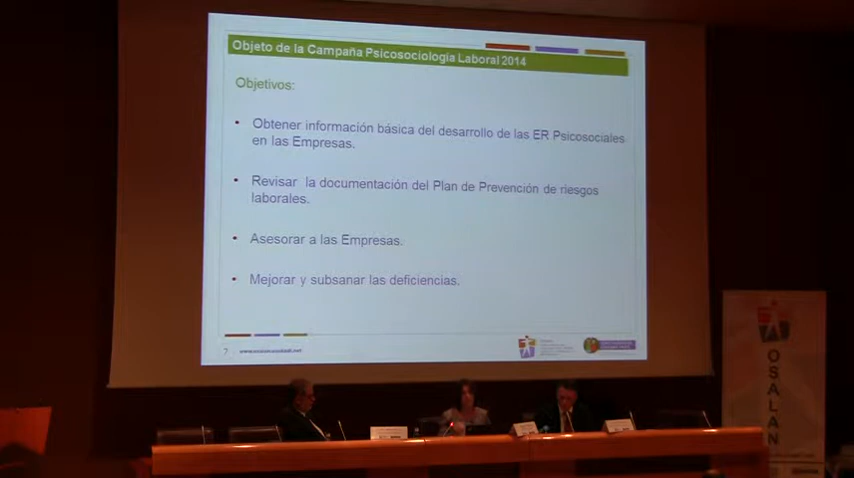 Objeto de la Campaña Psicosociología Laboral 2014
Objetivos:
• Obtener información básica del desarrollo de las ER Psicosociales
en las Empresas.
• Revisar la documentación del Plan de Prevención de riesgos
laborales.
• Asesorar a las Empresas.
• Mejorar y subsanar las deficiencias.
7
OSALAN